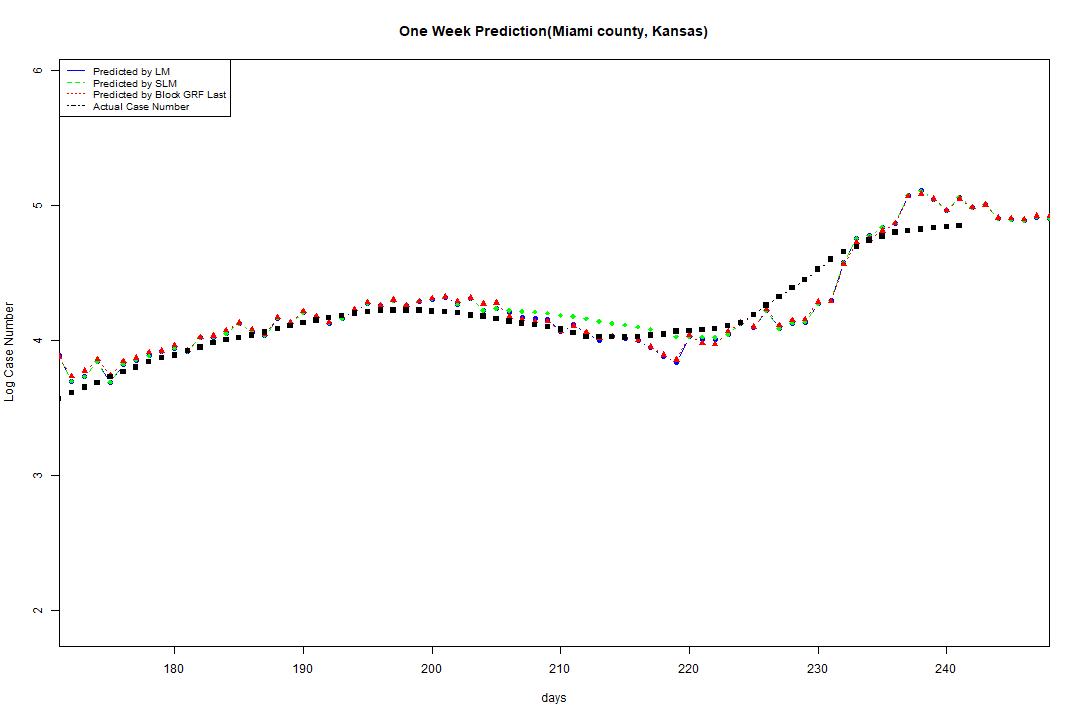 One Week Prediction(Miami county, Kansas)
Predicted by LM
Predicted by SLM
Predicted by Block GRF Last
Actual Case Number
6
5
4
3
2
Log Case Number
180 190 200 210 220 230 240
days